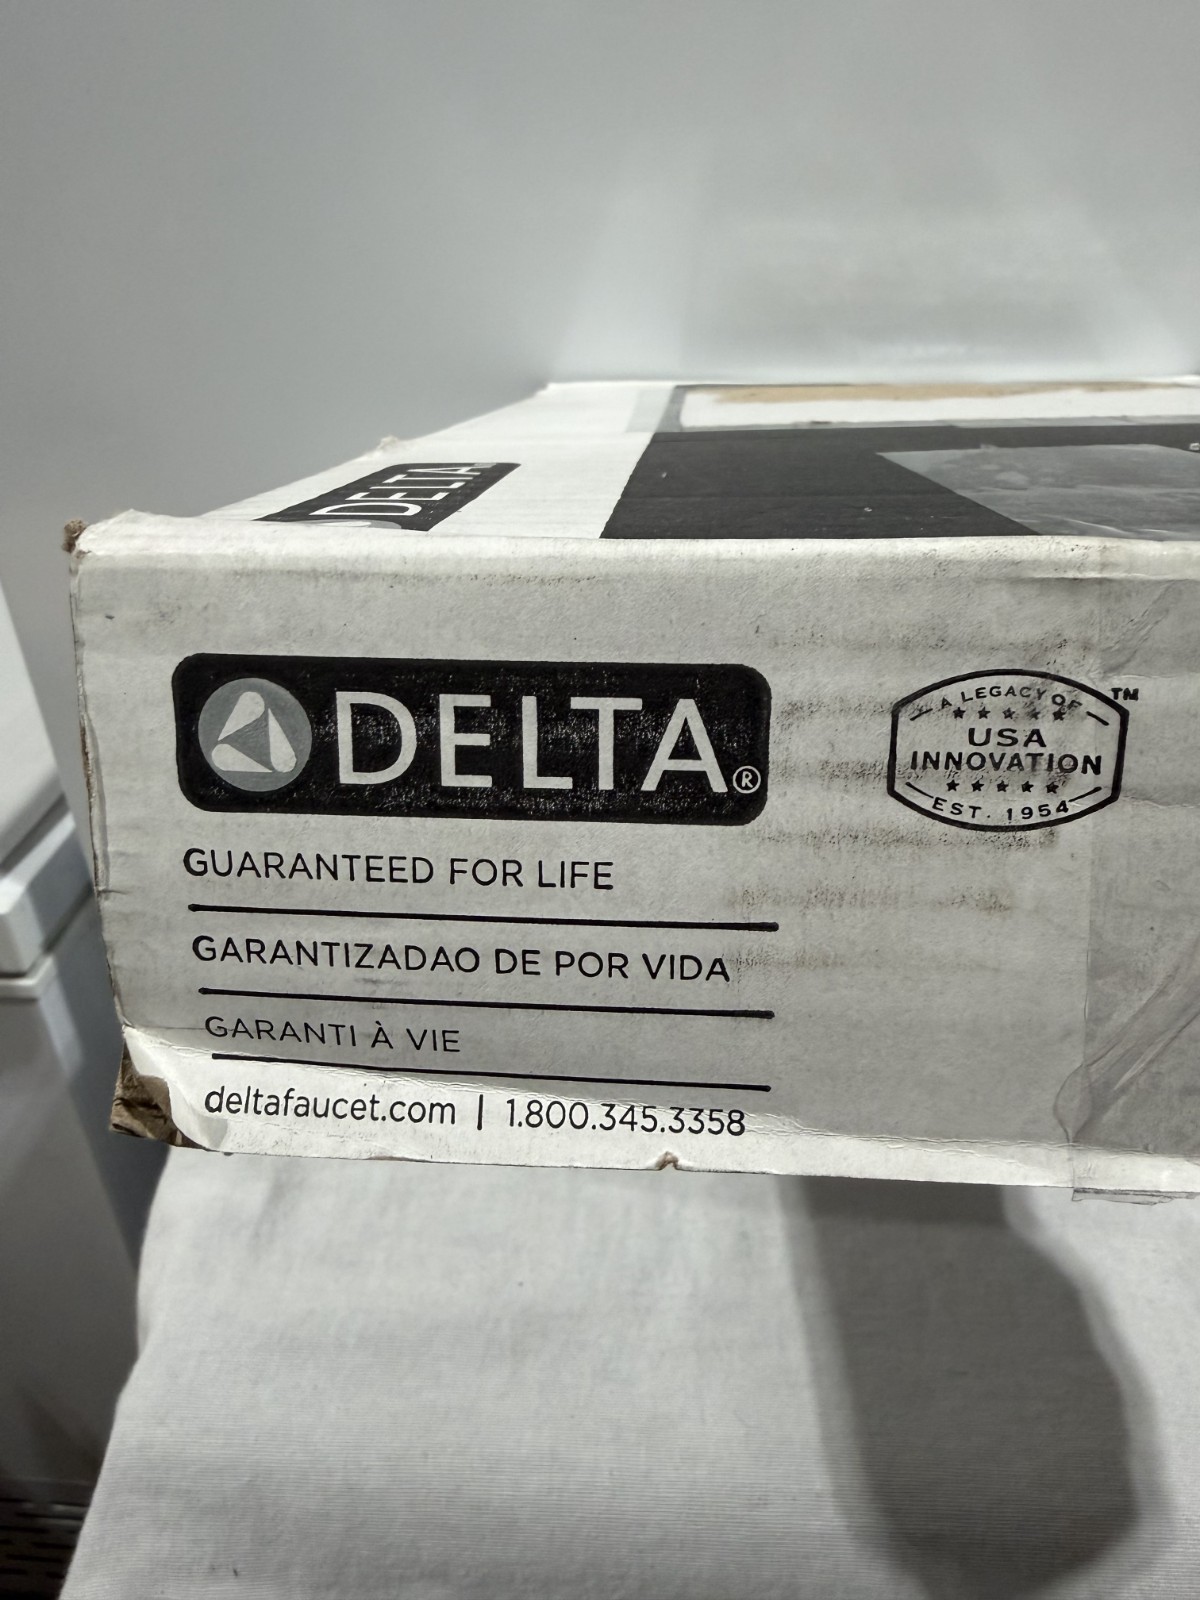 DELTA
DELTA®
GUARANTEED FOR LIFE
GARANTIZADAO DE POR VIDA
GARANTI À VIE
deltafaucet.com | 1.800.345.3358
A LEGACY OF ™
USA
INNOVATION
EST. 1954